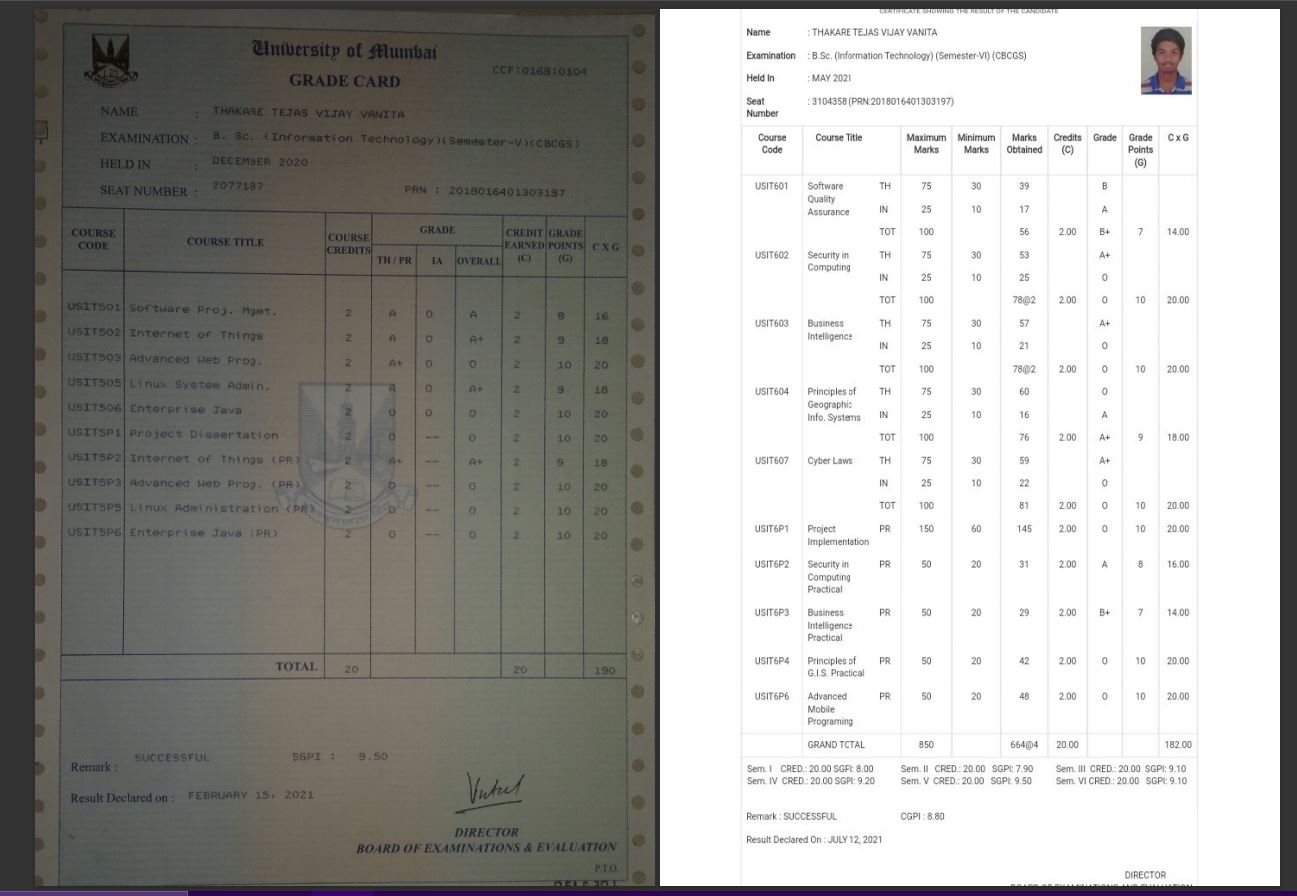 University of Mumbai
GRADE CARD
CCF:0169:0104
NAME : THAKARE TEJAS VIJAY VANITA
EXAMINATION : B. Sc. (Information Technology)(Semester-V)(CBCGS)
HELD IN : DECEMBER 2020
SEAT NUMBER : 2077187 PRN : 2018016401303197
COURSE CODE COURSE TITLE COURSE CREDITS GRADE TH / PR IA OVERALL CREDIT EARNED (C) GRADE POINTS (G) C X G
USIT501 Software Proj. Mgmt. 2 A O A 2 8 16
USIT502 Internet of Things 2 A O A+ 2 9 18
USIT503 Advanced Web Prog. 2 A+ O O 2 10 20
USIT505 Linux System Admin. 2 A O A+ 2 9 18
USIT506 Enterprise Java 2 O O O 2 10 20
USIT5P1 Project Dissertation 2 O -- O 2 10 20
USIT5P2 Internet of Things (PR) 2 A+ -- A+ 2 9 18
USIT5P3 Advanced Web Prog. (PR) 2 O -- O 2 10 20
USIT5P5 Linux Administration (PR) 2 O -- O 2 10 20
USIT5P6 Enterprise Java (PR) 2 O -- O 2 10 20
TOTAL 20 20 190
Remark : SUCCESSFUL SGPI : 9.50
Result Declared on : FEBRUARY 15, 2021
DIRECTOR
BOARD OF EXAMINATIONS & EVALUATION
P.T.O.
CERTIFICATE SHOWING THE RESULT OF THE CANDIDATE
Name : THAKARE TEJAS VIJAY VANITA
Examination : B.Sc. (Information Technology) (Semester-VI) (CBCGS)
Held In : MAY 2021
Seat Number : 3104358 (PRN:2018016401303197)
Course Code Course Title Maximum Marks Minimum Marks Marks Obtained Credits (C) Grade Grade Points (G) C x G
USIT601 Software Quality Assurance TH 75 30 39 B
IN 25 10 17 A
TOT 100 56 2.00 B+ 7 14.00
USIT602 Security in Computing TH 75 30 53 A+
IN 25 10 25 O
TOT 100 78@2 2.00 O 10 20.00
USIT603 Business Intelligence TH 75 30 57 A+
IN 25 10 21 O
TOT 100 78@2 2.00 O 10 20.00
USIT604 Principles of Geographic Info. Systems TH 75 30 60 O
IN 25 10 16 A
TOT 100 76 2.00 A+ 9 18.00
USIT607 Cyber Laws TH 75 30 59 A+
IN 25 10 22 O
TOT 100 81 2.00 O 10 20.00
USIT6P1 Project Implementation PR 150 60 145 2.00 O 10 20.00
USIT6P2 Security in Computing Practical PR 50 20 31 2.00 A 8 16.00
USIT6P3 Business Intelligence Practical PR 50 20 29 2.00 B+ 7 14.00
USIT6P4 Principles of G.I.S. Practical PR 50 20 42 2.00 O 10 20.00
USIT6P6 Advanced Mobile Programing PR 50 20 48 2.00 O 10 20.00
GRAND TOTAL 850 664@4 20.00 182.00
Sem. I CRED.: 20.00 SGPI: 8.00 Sem. II CRED.: 20.00 SGPI: 7.90 Sem. III CRED.: 20.00 SGPI: 9.10
Sem. IV CRED.: 20.00 SGPI: 9.20 Sem. V CRED.: 20.00 SGPI: 9.50 Sem. VI CRED.: 20.00 SGPI: 9.10
Remark : SUCCESSFUL CGPI : 8.80
Result Declared On : JULY 12, 2021
DIRECTOR
BOARD OF EXAMINATIONS AND EVALUATION